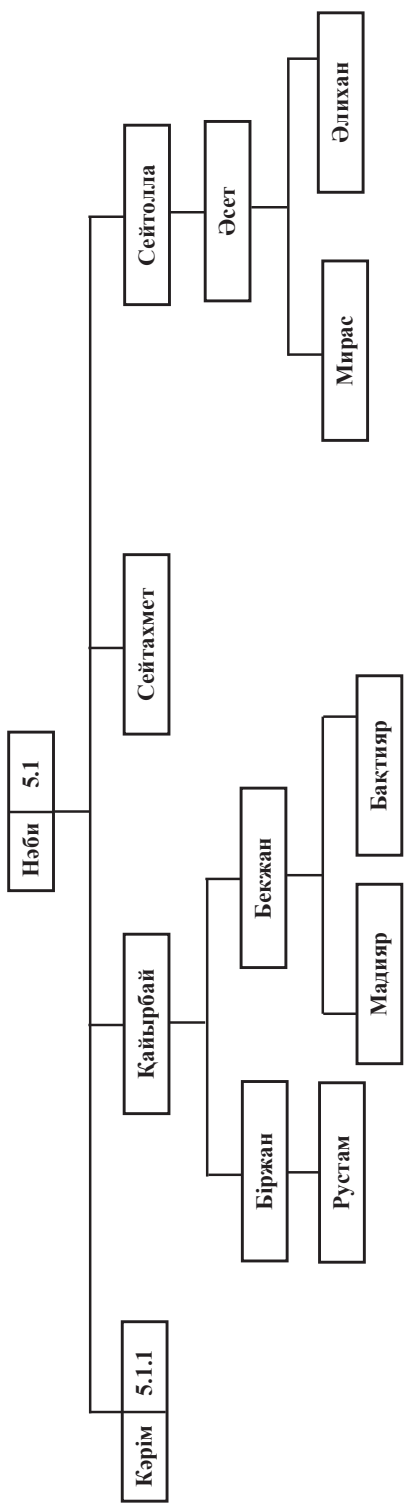 Нәби 5.1
Кәрім 5.1.1
Қайырбай
Сейтахмет
Сейтолла
Біржан
Бекжан
Әсет
Рустам
Мадияр
Бақтияр
Мирас
Әлихан